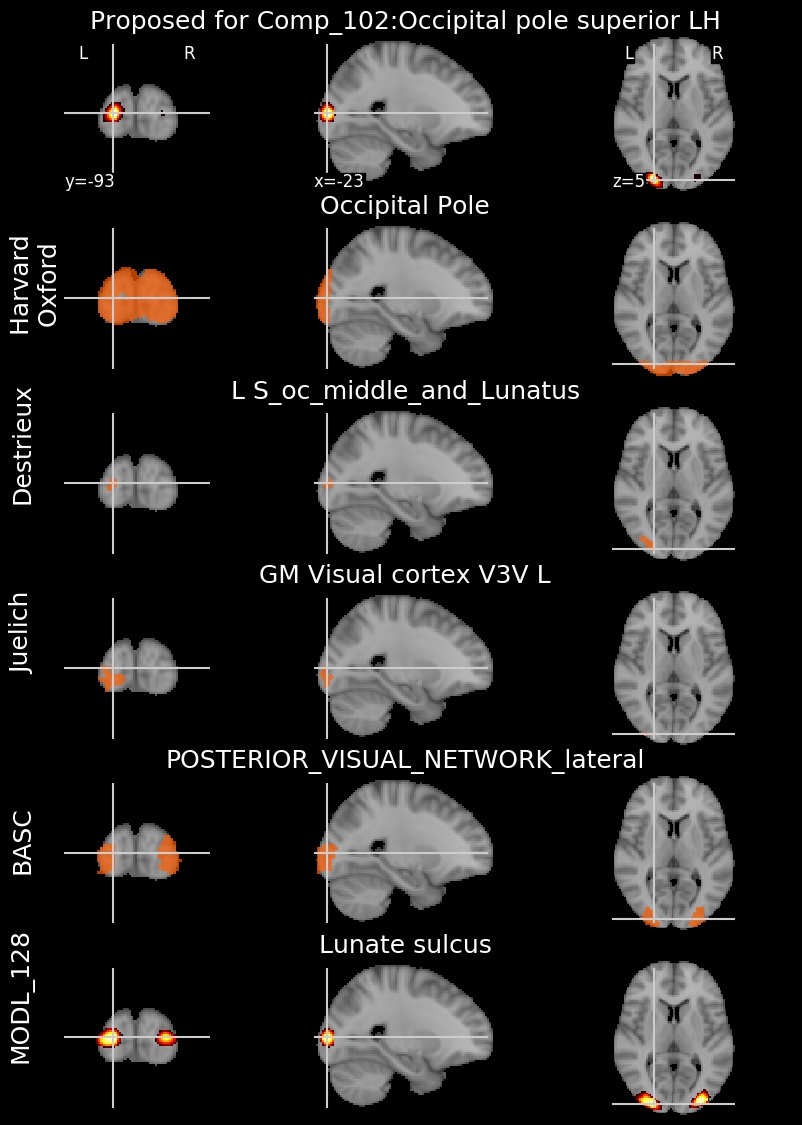 Proposed for Comp_102:Occipital pole superior LH
L R L R
y=-93 x=-23 z=5
Occipital Pole
Harvard
Oxford
L S_oc_middle_and_Lunatus
Destrieux
GM Visual cortex V3V L
Juelich
POSTERIOR_VISUAL_NETWORK_lateral
BASC
Lunate sulcus
MODL_128